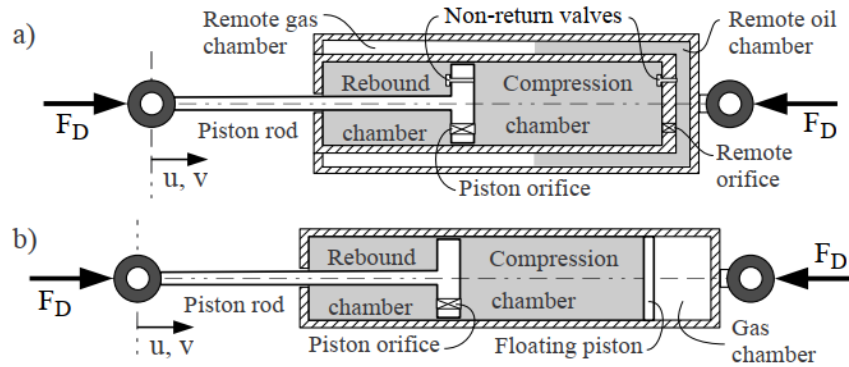 a)
Remote gas
chamber
Non-return valves
Remote oil
chamber
F_D
Rebound
chamber
Compression
chamber
F_D
Piston rod
u, v
Piston orifice
Remote
orifice
b)
F_D
Rebound
chamber
Compression
chamber
F_D
Piston rod
u, v
Piston orifice
Floating piston
Gas
chamber